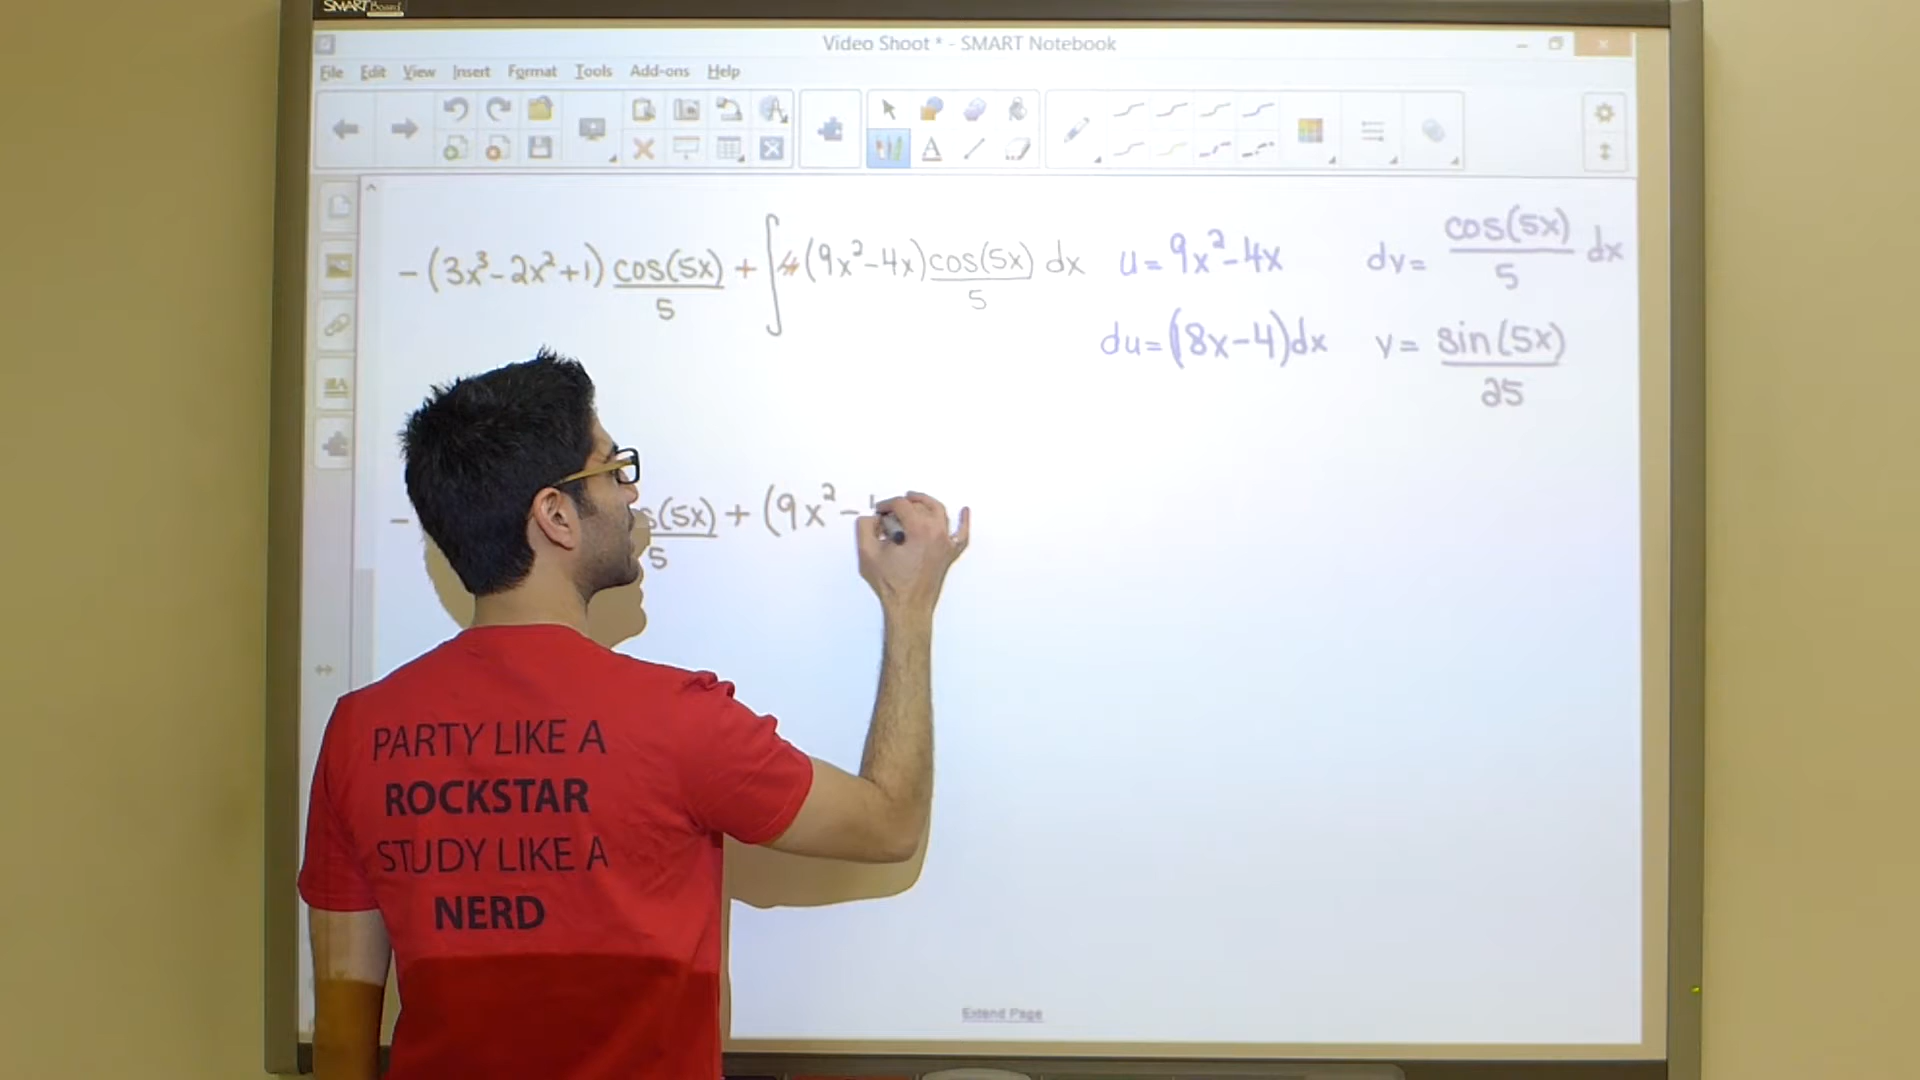 SMART Board
Video Shoot * - SMART Notebook
File Edit View Insert Format Tools Add-ons Help
-(3x³-2x²+1) cos(5x)/5 + ∫ (9x²-4x) cos(5x)/5 dx
u=9x²-4x dv= cos(5x)/5 dx
du=(18x-4)dx v= sin(5x)/25
- s(5x)/5 + (9x²-
PARTY LIKE A
ROCKSTAR
STUDY LIKE A
NERD
Extend Page